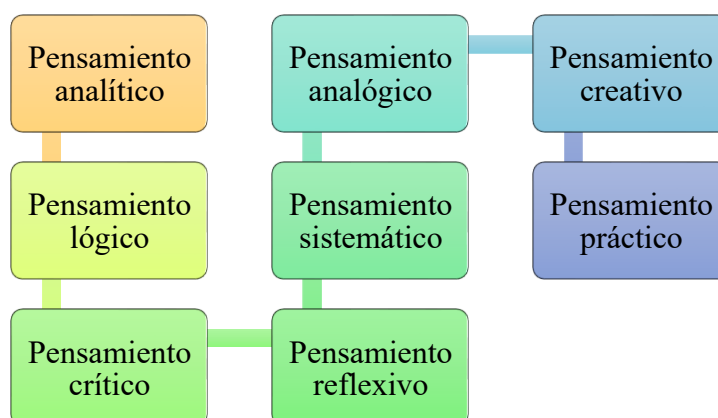 Pensamiento
analítico
Pensamiento
lógico
Pensamiento
crítico
Pensamiento
reflexivo
Pensamiento
sistemático
Pensamiento
analógico
Pensamiento
creativo
Pensamiento
práctico